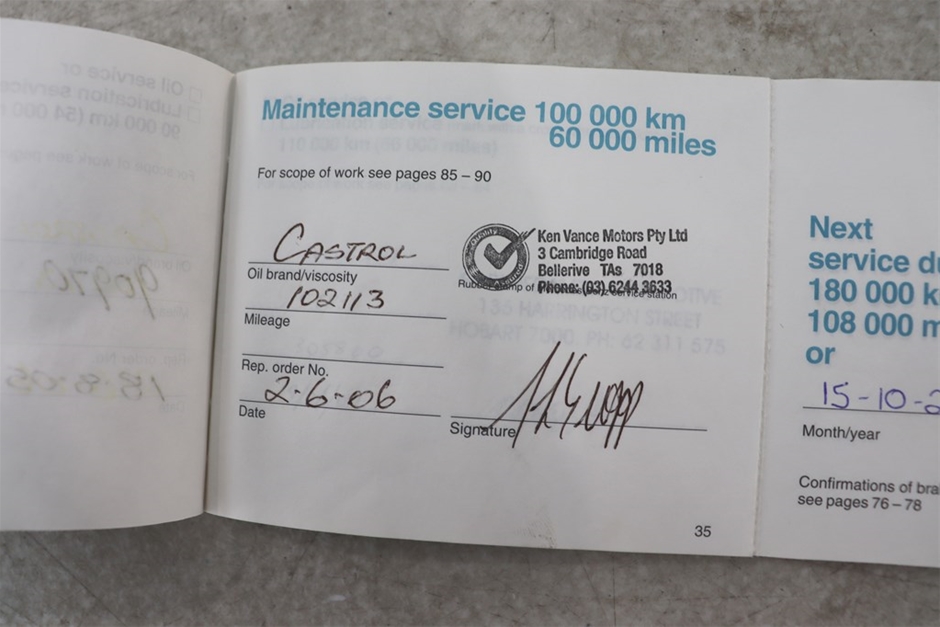 Maintenance service 100 000 km
60 000 miles
For scope of work see pages 85 – 90
CASTROL
Oil brand/viscosity
102113
Mileage
Rep. order No.
2-6-06
Date
Quality
Ken Vance Motors Pty Ltd
3 Cambridge Road
Bellerive TAs 7018
Phone: (03) 6244 3633
service station
Signature
35
Next
service
180 000
108 000
or
15-10-
Month/year
Confirmations of
see pages 76 – 78